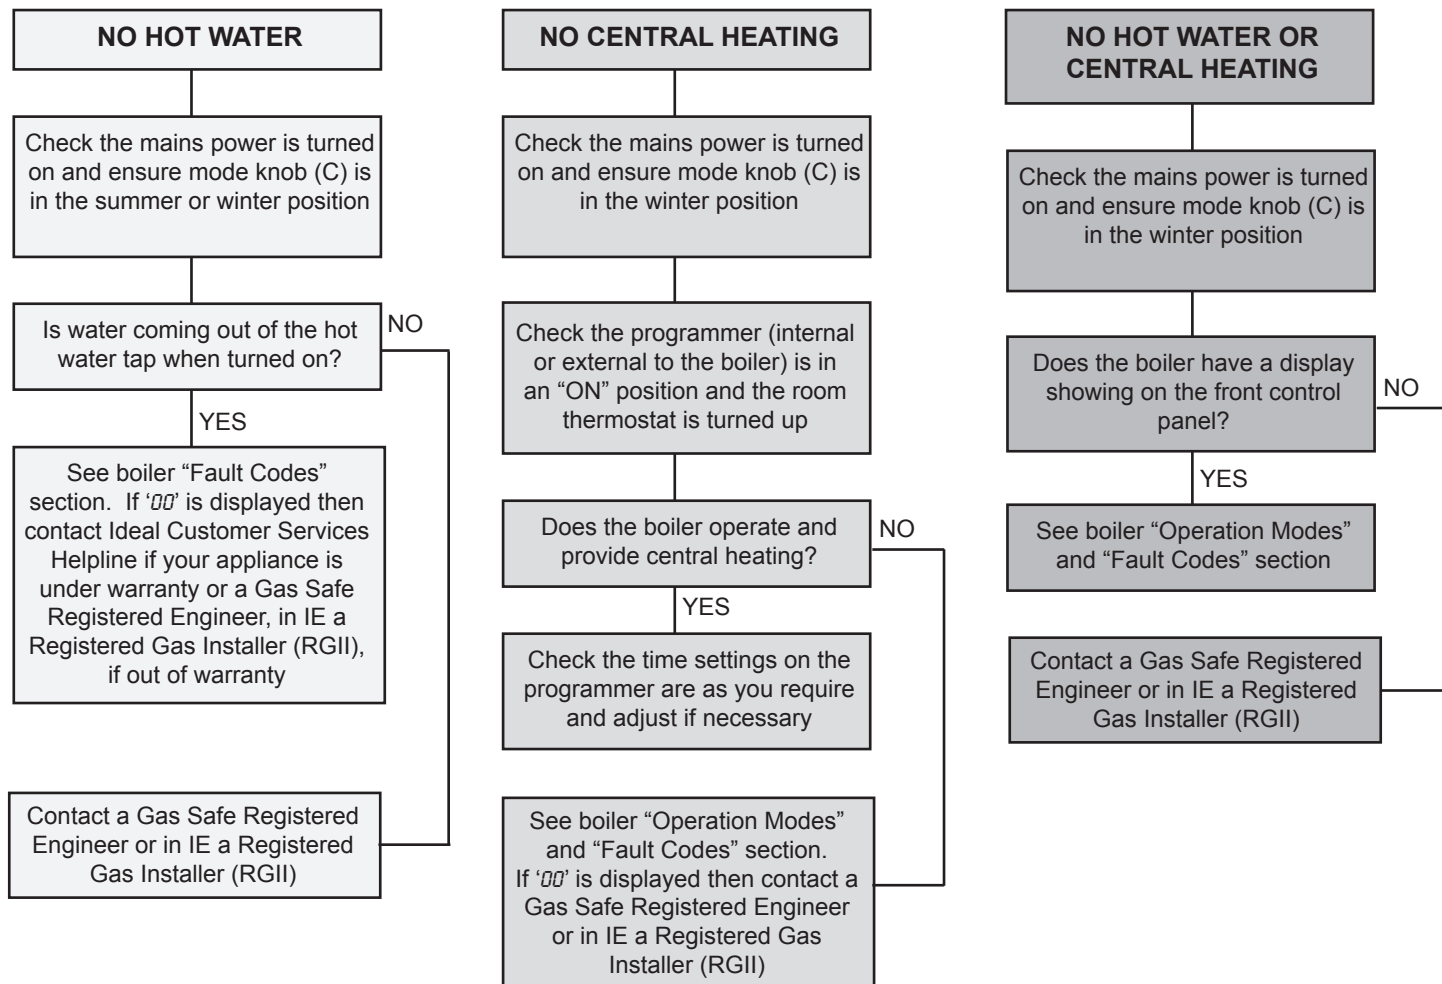 NO HOT WATER
Check the mains power is turned
on and ensure mode knob (C) is
in the summer or winter position
Is water coming out of the hot
water tap when turned on?
NO
YES
See boiler “Fault Codes”
section.  If ‘00’ is displayed then
contact Ideal Customer Services
Helpline if your appliance is
under warranty or a Gas Safe
Registered Engineer, in IE a
Registered Gas Installer (RGII),
if out of warranty
Contact a Gas Safe Registered
Engineer or in IE a Registered
Gas Installer (RGII)
NO CENTRAL HEATING
Check the mains power is turned
on and ensure mode knob (C) is
in the winter position
Check the programmer (internal
or external to the boiler) is in
an “ON” position and the room
thermostat is turned up
Does the boiler operate and
provide central heating?
NO
YES
Check the time settings on the
programmer are as you require
and adjust if necessary
See boiler “Operation Modes”
and “Fault Codes” section.
If ‘00’ is displayed then contact a
Gas Safe Registered Engineer
or in IE a Registered Gas
Installer (RGII)
NO HOT WATER OR
CENTRAL HEATING
Check the mains power is turned
on and ensure mode knob (C) is
in the winter position
Does the boiler have a display
showing on the front control
panel?
NO
YES
See boiler “Operation Modes”
and “Fault Codes” section
Contact a Gas Safe Registered
Engineer or in IE a Registered
Gas Installer (RGII)